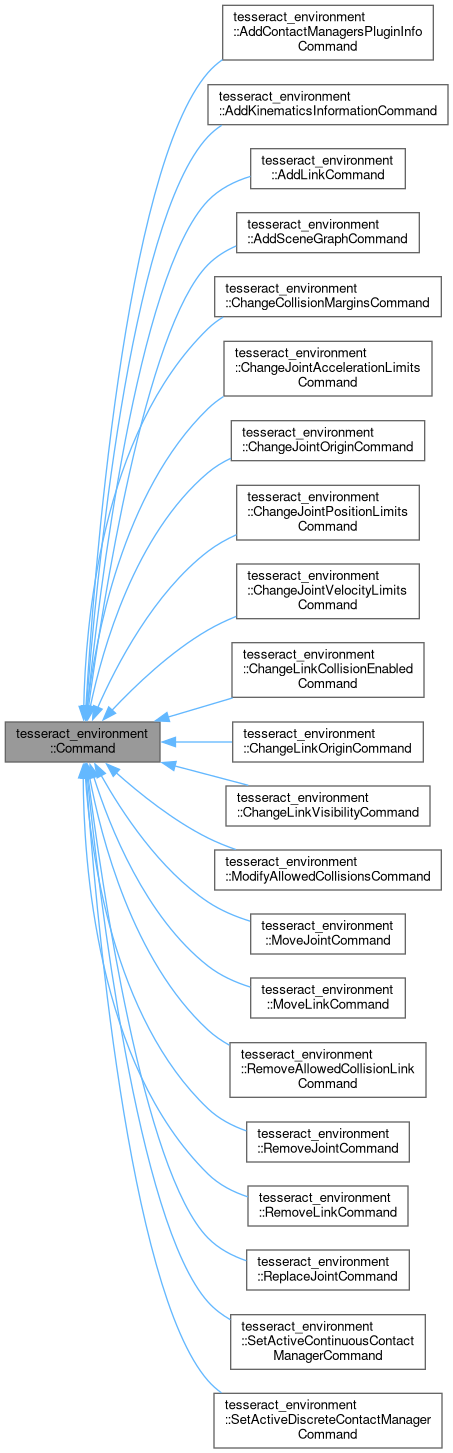 tesseract_environment
::AddContactManagersPluginInfo
Command
tesseract_environment
::AddKinematicsInformationCommand
tesseract_environment
::AddLinkCommand
tesseract_environment
::AddSceneGraphCommand
tesseract_environment
::ChangeCollisionMarginsCommand
tesseract_environment
::ChangeJointAccelerationLimits
Command
tesseract_environment
::ChangeJointOriginCommand
tesseract_environment
::ChangeJointPositionLimits
Command
tesseract_environment
::ChangeJointVelocityLimits
Command
tesseract_environment
::ChangeLinkCollisionEnabled
Command
tesseract_environment
::Command
tesseract_environment
::ChangeLinkOriginCommand
tesseract_environment
::ChangeLinkVisibilityCommand
tesseract_environment
::ModifyAllowedCollisionsCommand
tesseract_environment
::MoveJointCommand
tesseract_environment
::MoveLinkCommand
tesseract_environment
::RemoveAllowedCollisionLink
Command
tesseract_environment
::RemoveJointCommand
tesseract_environment
::RemoveLinkCommand
tesseract_environment
::ReplaceJointCommand
tesseract_environment
::SetActiveContinuousContact
ManagerCommand
tesseract_environment
::SetActiveDiscreteContactManager
Command